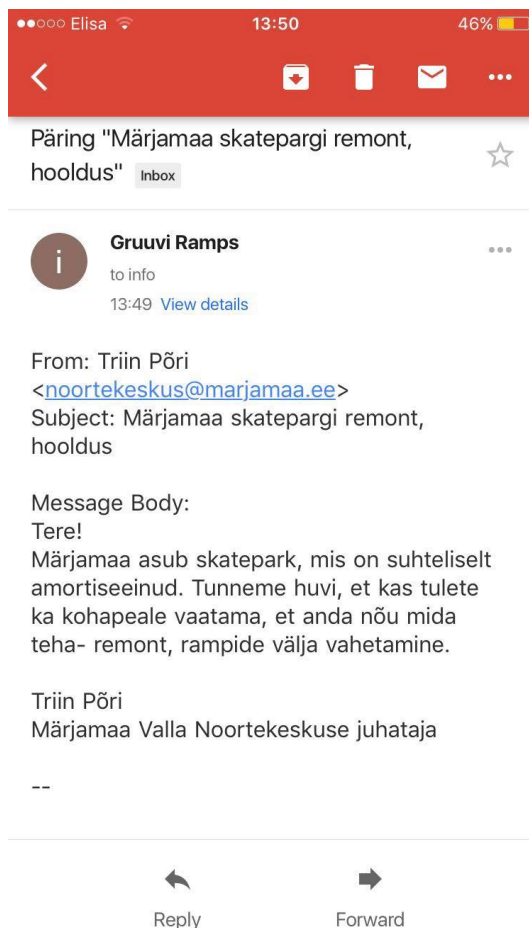 Elisa 13:50 46%
Päring "Märjamaa skatepargi remont,
hooldus" Inbox
i
Gruuvi Ramps
to info
13:49 View details
From: Triin Põri
<noortekeskus@marjamaa.ee>
Subject: Märjamaa skatepargi remont,
hooldus
Message Body:
Tere!
Märjamaa asub skatepark, mis on suhteliselt
amortiseeinud. Tunneme huvi, et kas tulete
ka kohapeale vaatama, et anda nõu mida
teha- remont, rampide välja vahetamine.
Triin Põri
Märjamaa Valla Noortekeskuse juhataja
--
Reply Forward